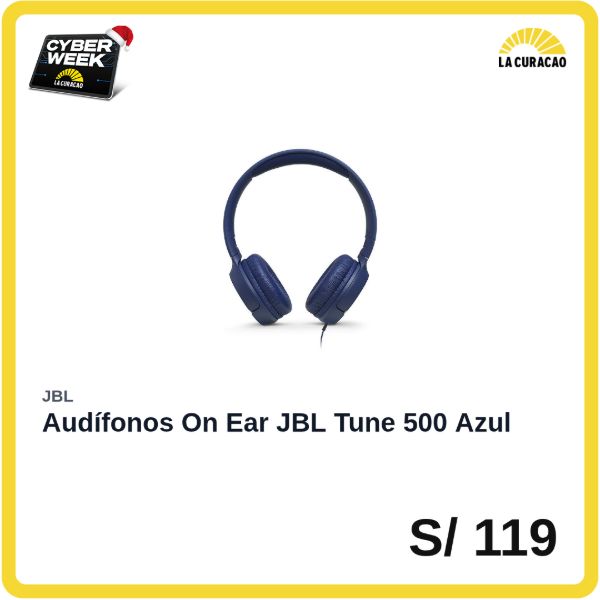 CYBER
WEEK
LA CURACAO
LA CURACAO
JBL
Audífonos On Ear JBL Tune 500 Azul
S/ 119